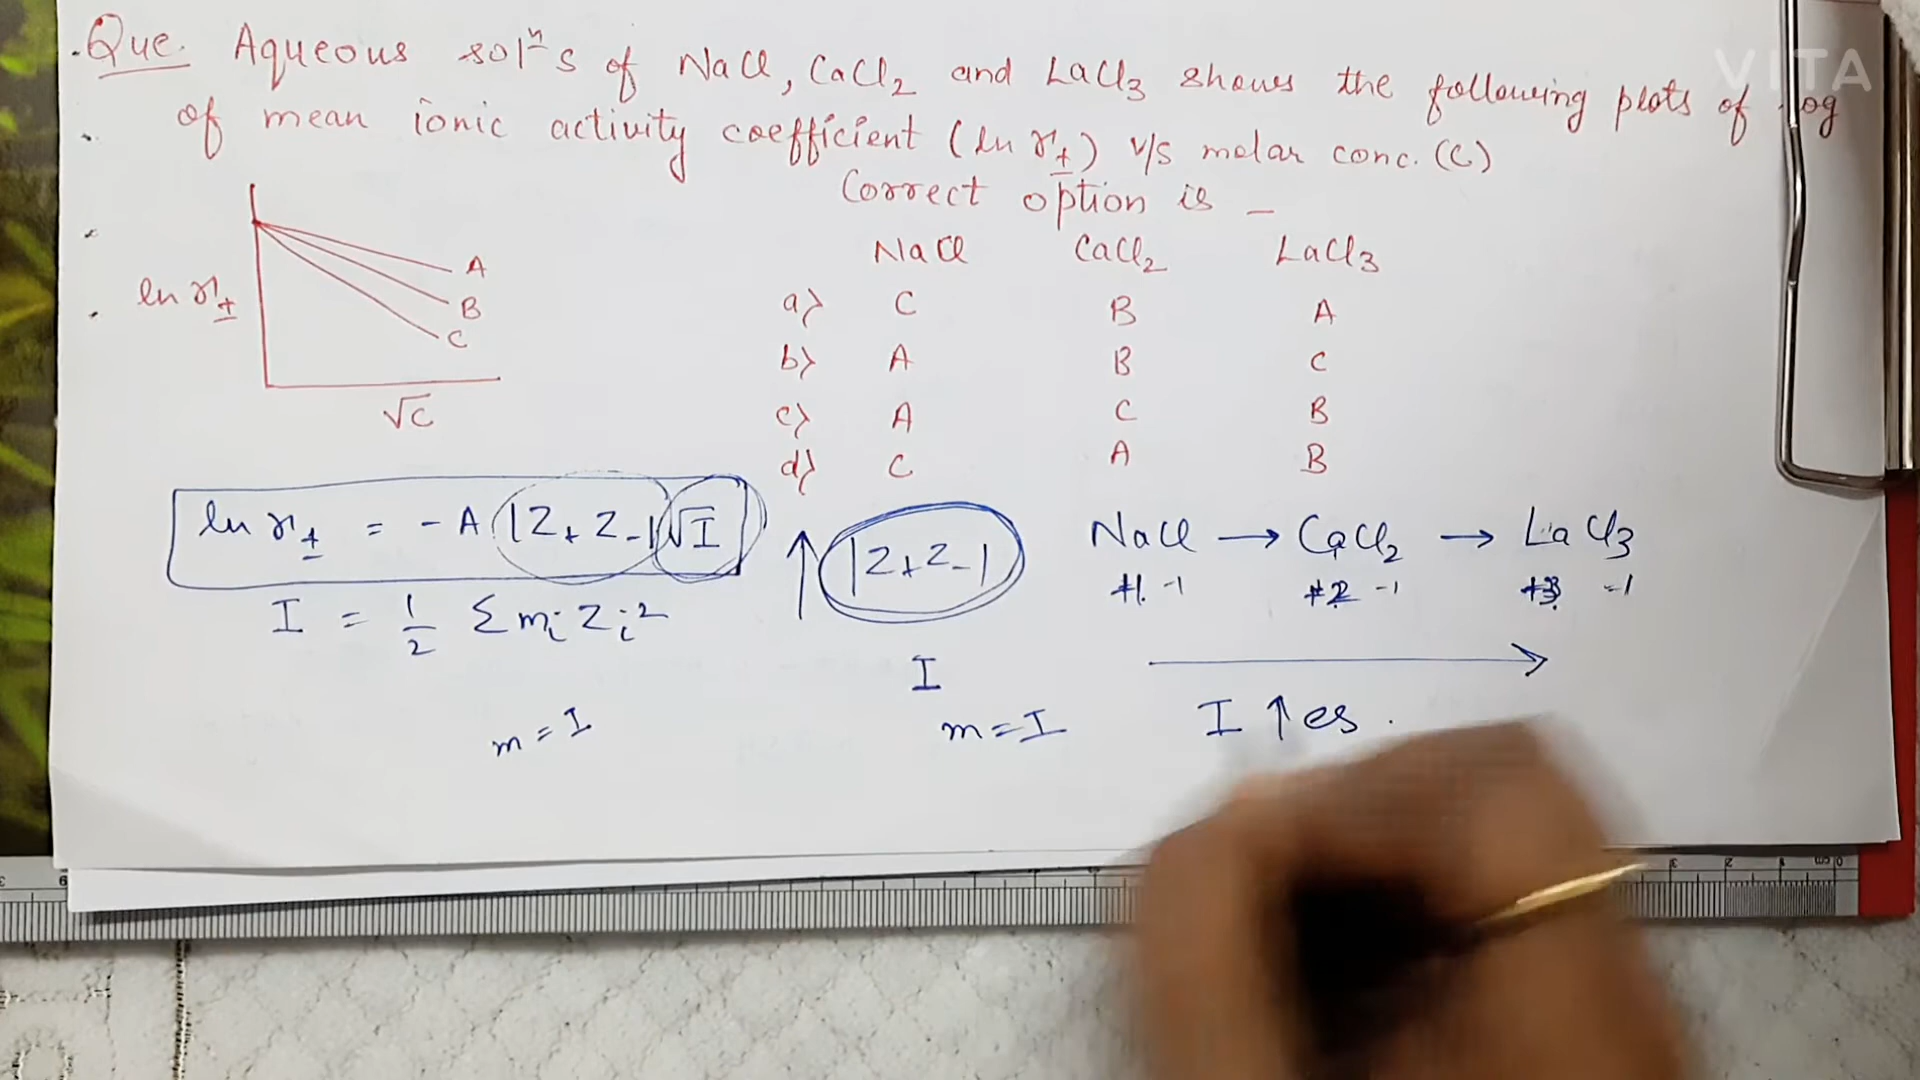 VITA
Que. Aqueous solⁿs of NaCl, CaCl₂ and LaCl₃ shows the following plots of log
of mean ionic activity coefficient (ln γ±) v/s molar conc. (C)
Correct option is _
NaCl CaCl₂ LaCl₃
a) C B A
b) A B C
c) A C B
d) C A B
ln γ±
A
B
C
√C
ln γ± = -A |Z₊ Z₋| √I
I = 1/2 Σ mᵢ Zᵢ²
m = I
|Z₊Z₋|
I
m = I
NaCl → CaCl₂ → LaCl₃
+1 -1 +2 -1 +3 -1
I ↑es.